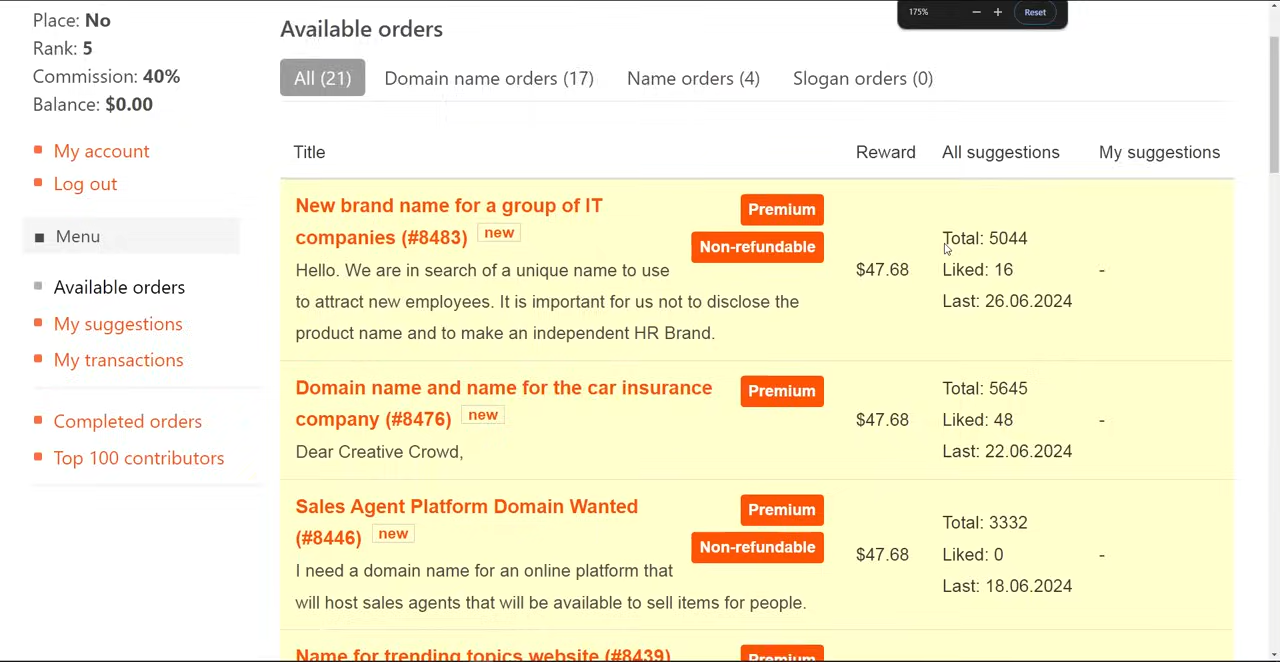 175%
Reset
Place: No
Rank: 5
Commission: 40%
Balance: $0.00
My account
Log out
Menu
Available orders
My suggestions
My transactions
Completed orders
Top 100 contributors
Available orders
All (21) Domain name orders (17) Name orders (4) Slogan orders (0)
Title Reward All suggestions My suggestions
New brand name for a group of IT
companies (#8483) new
Premium
Non-refundable
Hello. We are in search of a unique name to use
to attract new employees. It is important for us not to disclose the
product name and to make an independent HR Brand.
$47.68
Total: 5044
Liked: 16
Last: 26.06.2024
-
Domain name and name for the car insurance
company (#8476) new
Premium
Dear Creative Crowd,
$47.68
Total: 5645
Liked: 48
Last: 22.06.2024
-
Sales Agent Platform Domain Wanted
(#8446) new
Premium
Non-refundable
I need a domain name for an online platform that
will host sales agents that will be available to sell items for people.
$47.68
Total: 3332
Liked: 0
Last: 18.06.2024
-
Name for trending topics website (#8439)
Premium